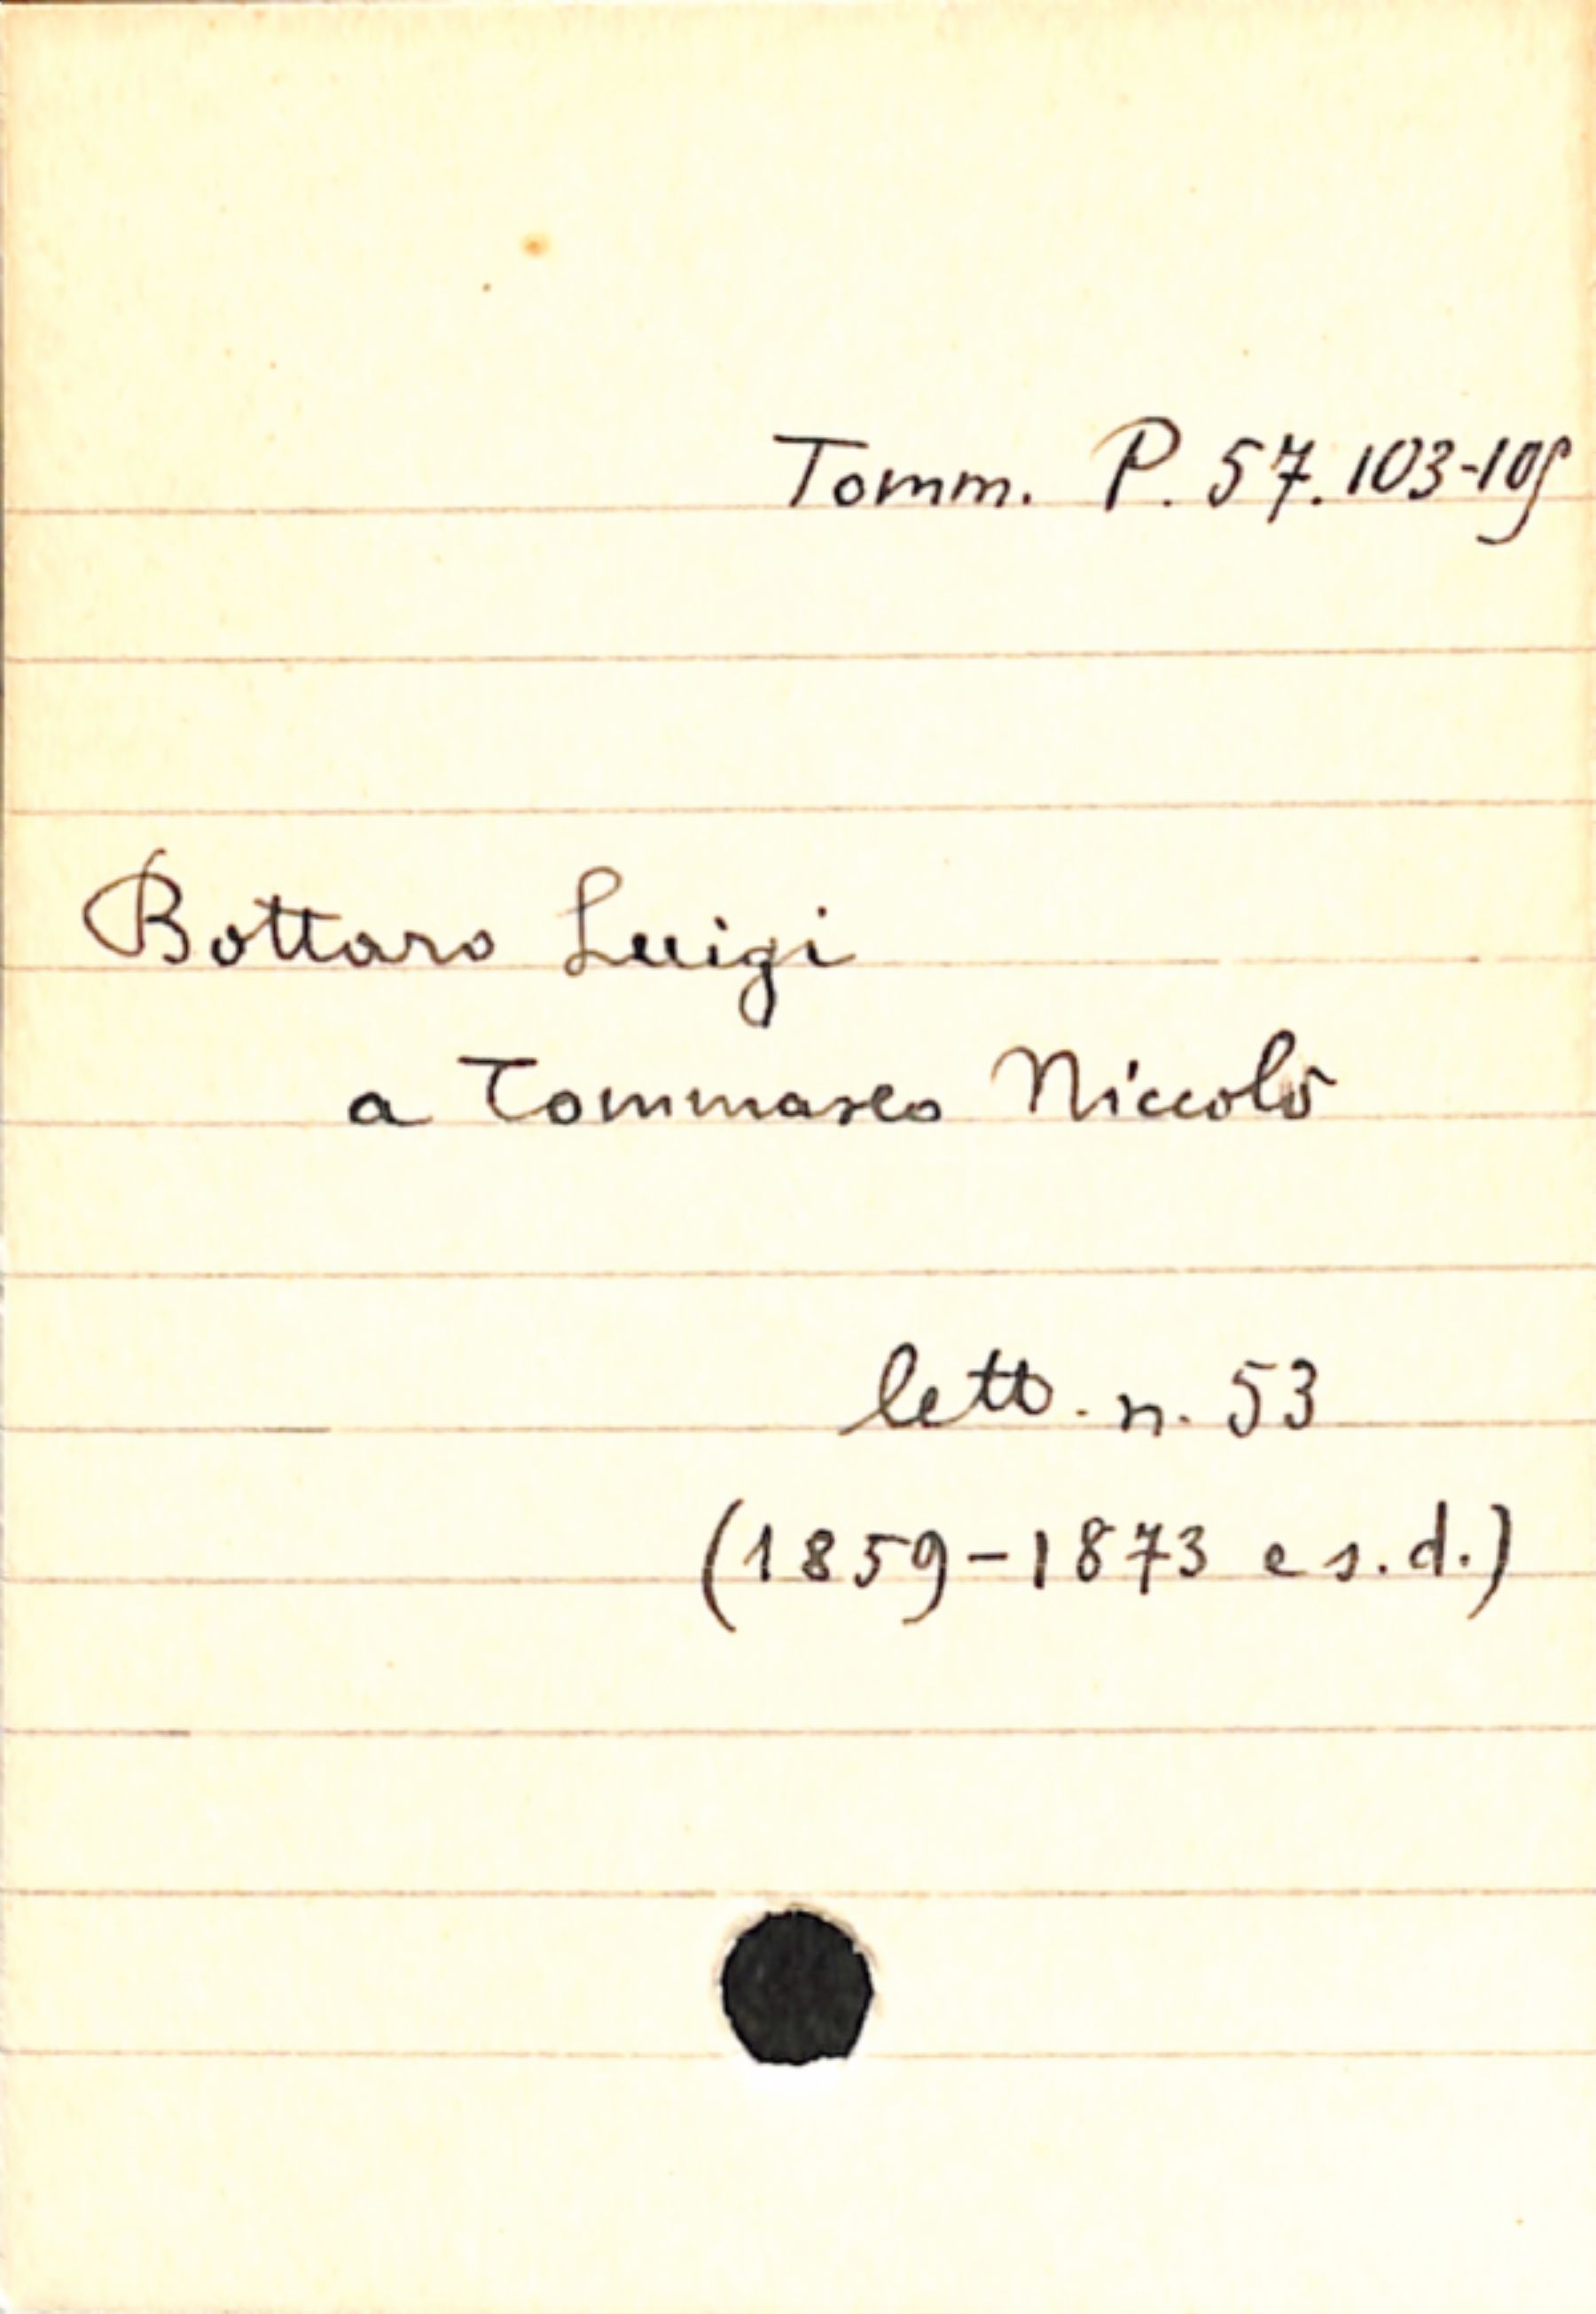 Tomm. P. 57. 103-105
Bottaro Luigi
a Tommaseo Niccolò
lett. n. 53
(1859-1873 e s.d.)